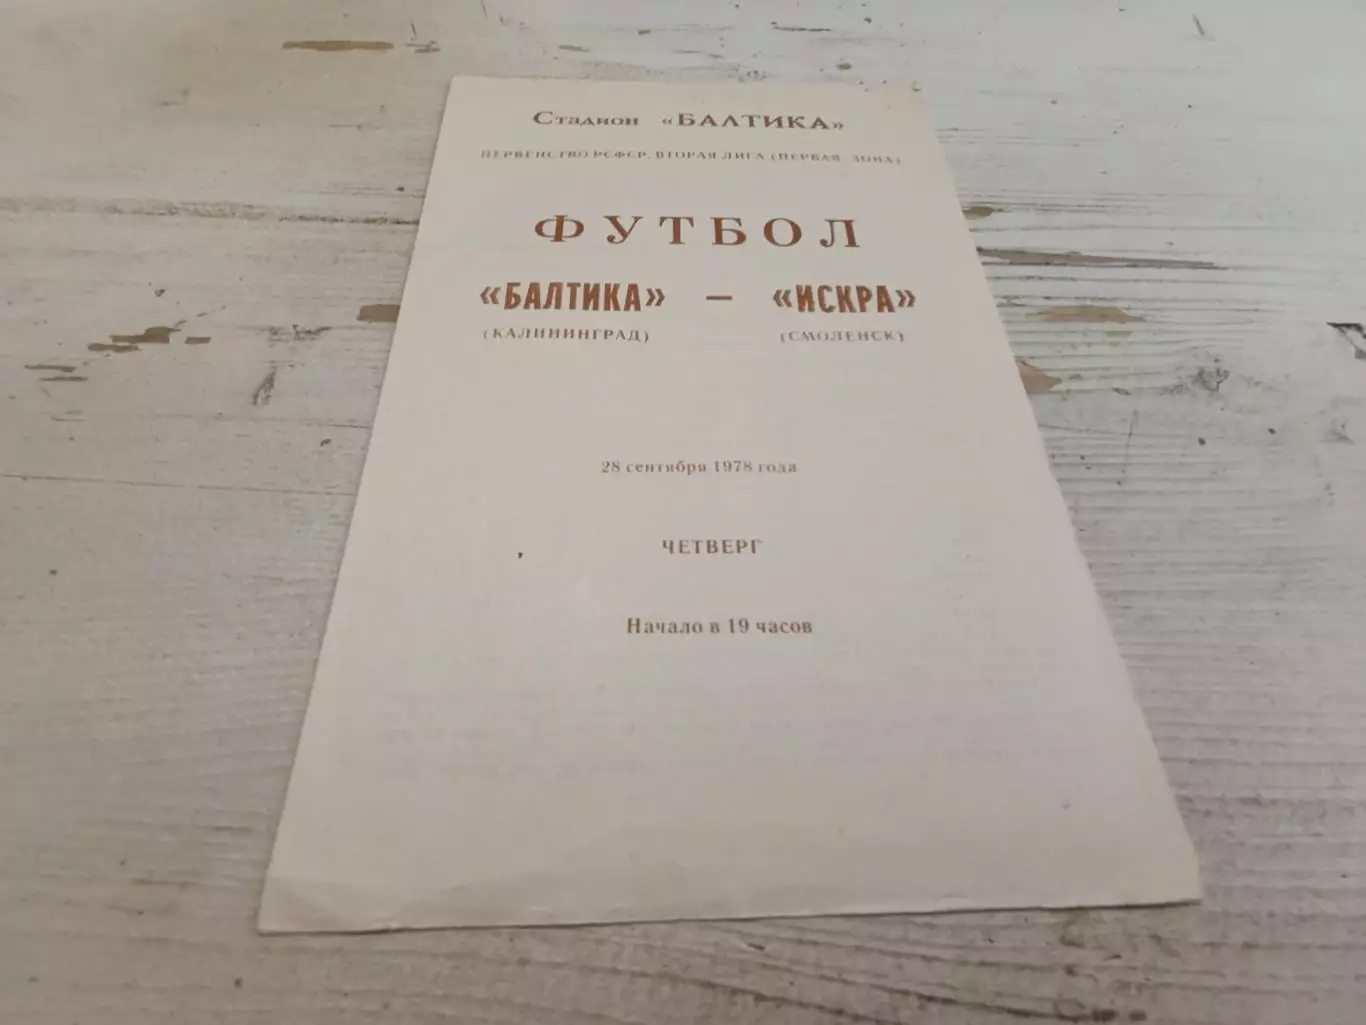 Стадион «БАЛТИКА»
ПЕРВЕНСТВО РСФСР, ВТОРАЯ ЛИГА (ПЕРВАЯ ЗОНА)
ФУТБОЛ
«БАЛТИКА» — «ИСКРА»
(КАЛИНИНГРАД) (СМОЛЕНСК)
28 сентября 1978 года
ЧЕТВЕРГ
Начало в 19 часов